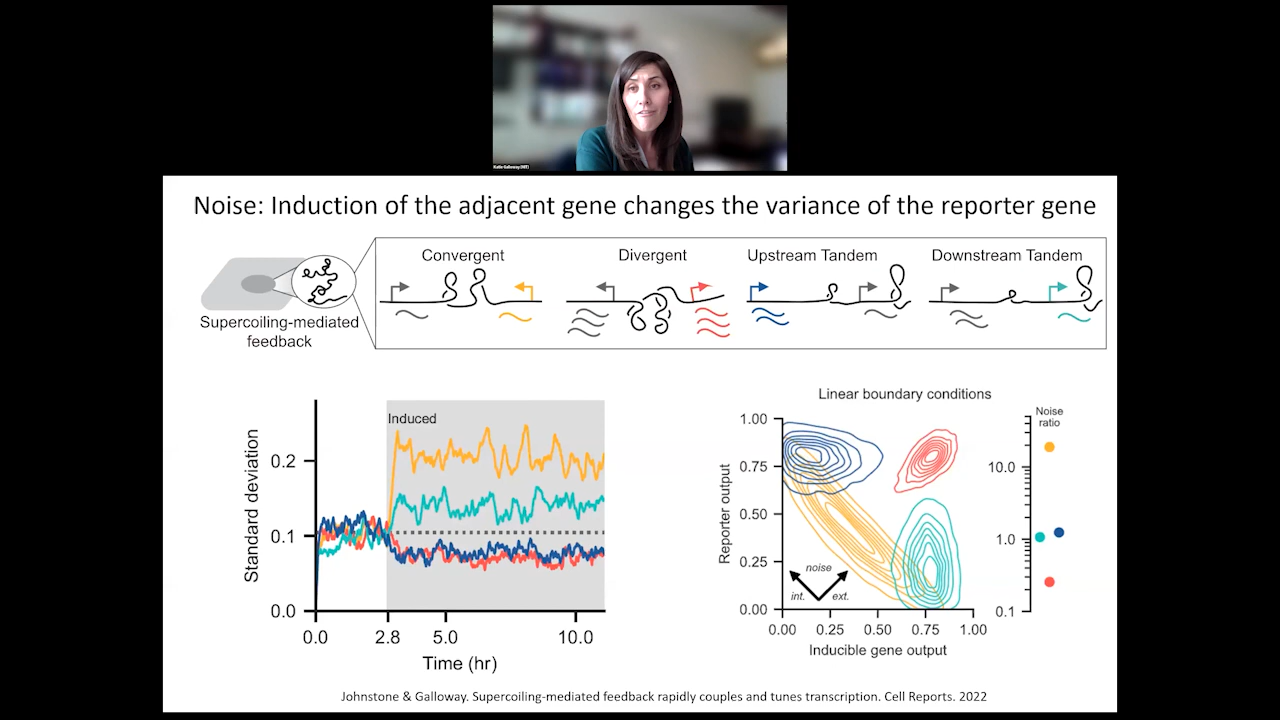 Katie Galloway (MIT)
Noise: Induction of the adjacent gene changes the variance of the reporter gene
Convergent
Divergent
Upstream Tandem
Downstream Tandem
Supercoiling-mediated
feedback
Induced
Standard deviation
0.2
0.1
0.0
0.0
2.8
5.0
10.0
Time (hr)
Linear boundary conditions
Reporter output
1.00
0.75
0.50
0.25
0.00
noise
int.
ext.
0.00
0.25
0.50
0.75
1.00
Inducible gene output
Noise
ratio
10.0
1.0
0.1
Johnstone & Galloway. Supercoiling-mediated feedback rapidly couples and tunes transcription. Cell Reports. 2022